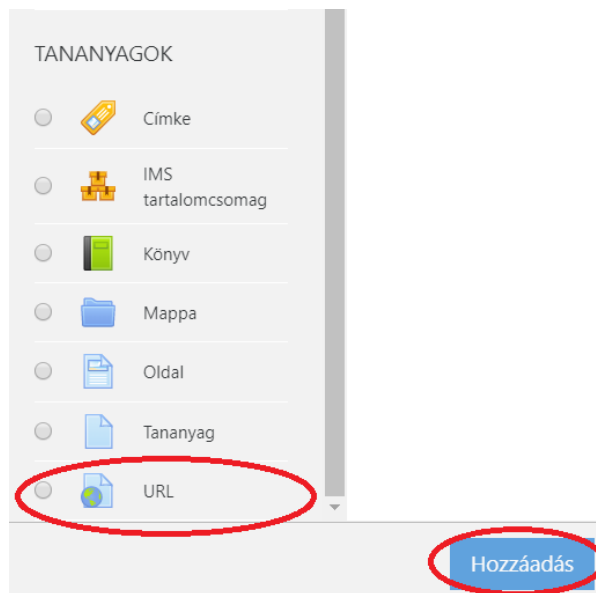 TANANYAGOK
Címke
IMS
tartalomcsomag
Könyv
Mappa
Oldal
Tananyag
URL
Hozzáadás